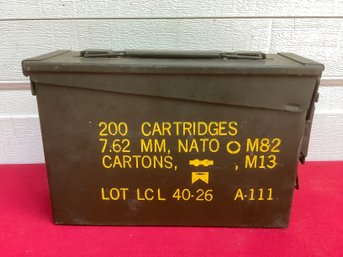 200 CARTRIDGES
7.62 MM, NATO M82
CARTONS, , M13
LOT LCL 40-26 A-111